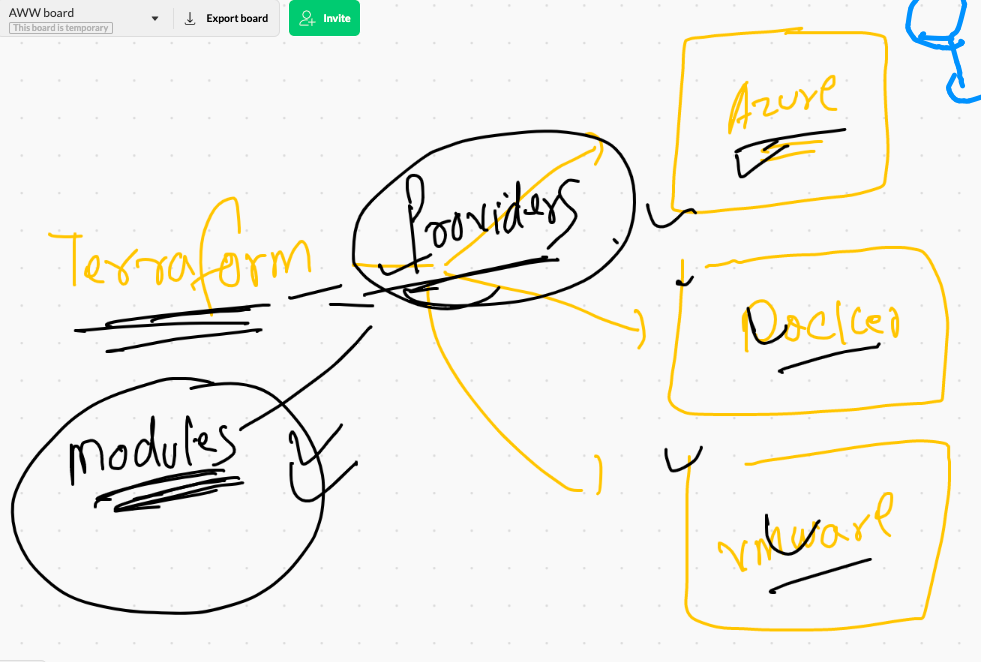 AWW board
This board is temporary
Export board
Invite
Azure
Providers
Terraform
Docker
modules
vmware